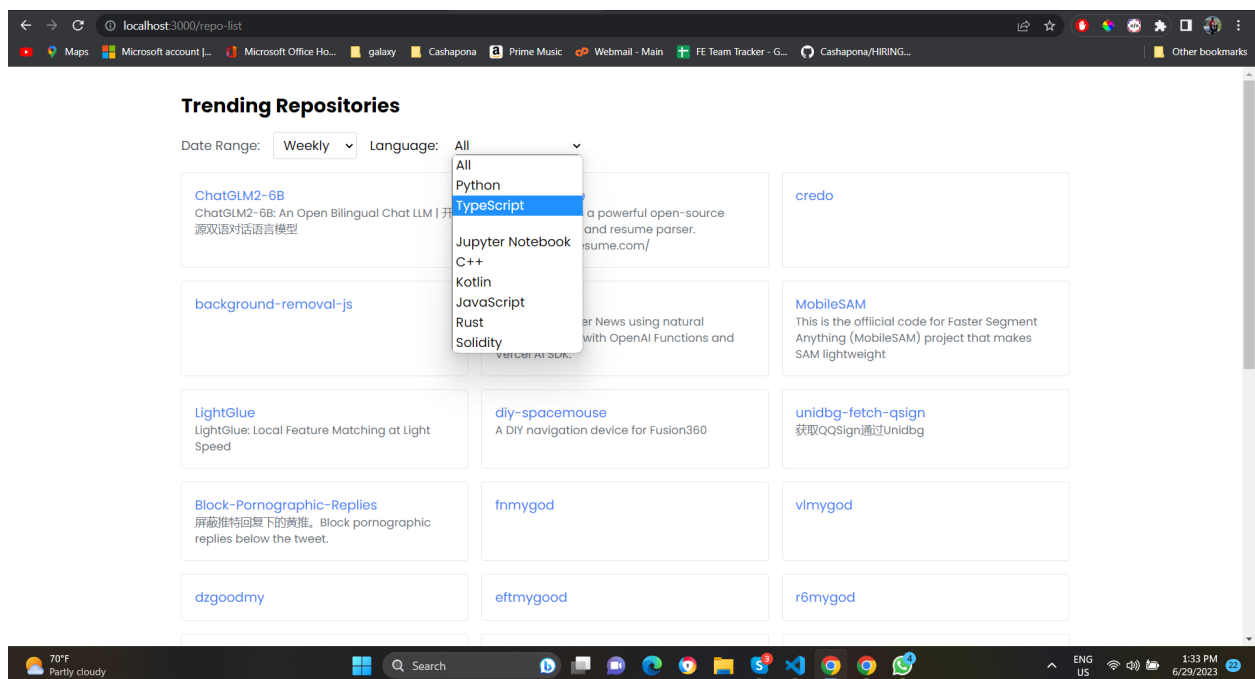 localhost:3000/repo-list
Maps
Microsoft account |...
Microsoft Office Ho...
galaxy
Cashapona
Prime Music
Webmail - Main
FE Team Tracker - G...
Cashapona/HIRING...
Other bookmarks
Trending Repositories
Date Range: Weekly Language: All
All
Python
TypeScript
Jupyter Notebook
C++
Kotlin
JavaScript
Rust
Solidity
ChatGLM2-6B
ChatGLM2-6B: An Open Bilingual Chat LLM | 开
源双语对话语言模型
a powerful open-source
and resume parser.
sume.com/
credo
background-removal-js
er News using natural
with OpenAI Functions and
Vercel AI SDK.
MobileSAM
This is the offiicial code for Faster Segment
Anything (MobileSAM) project that makes
SAM lightweight
LightGlue
LightGlue: Local Feature Matching at Light
Speed
diy-spacemouse
A DIY navigation device for Fusion360
unidbg-fetch-qsign
获取QQSign通过Unidbg
Block-Pornographic-Replies
屏蔽推特回复下的黄推。Block pornographic
replies below the tweet.
fnmygod
vlmygod
dzgoodmy
eftmygood
r6mygod
70°F
Partly cloudy
Search
ENG
US
1:33 PM
6/29/2023
22